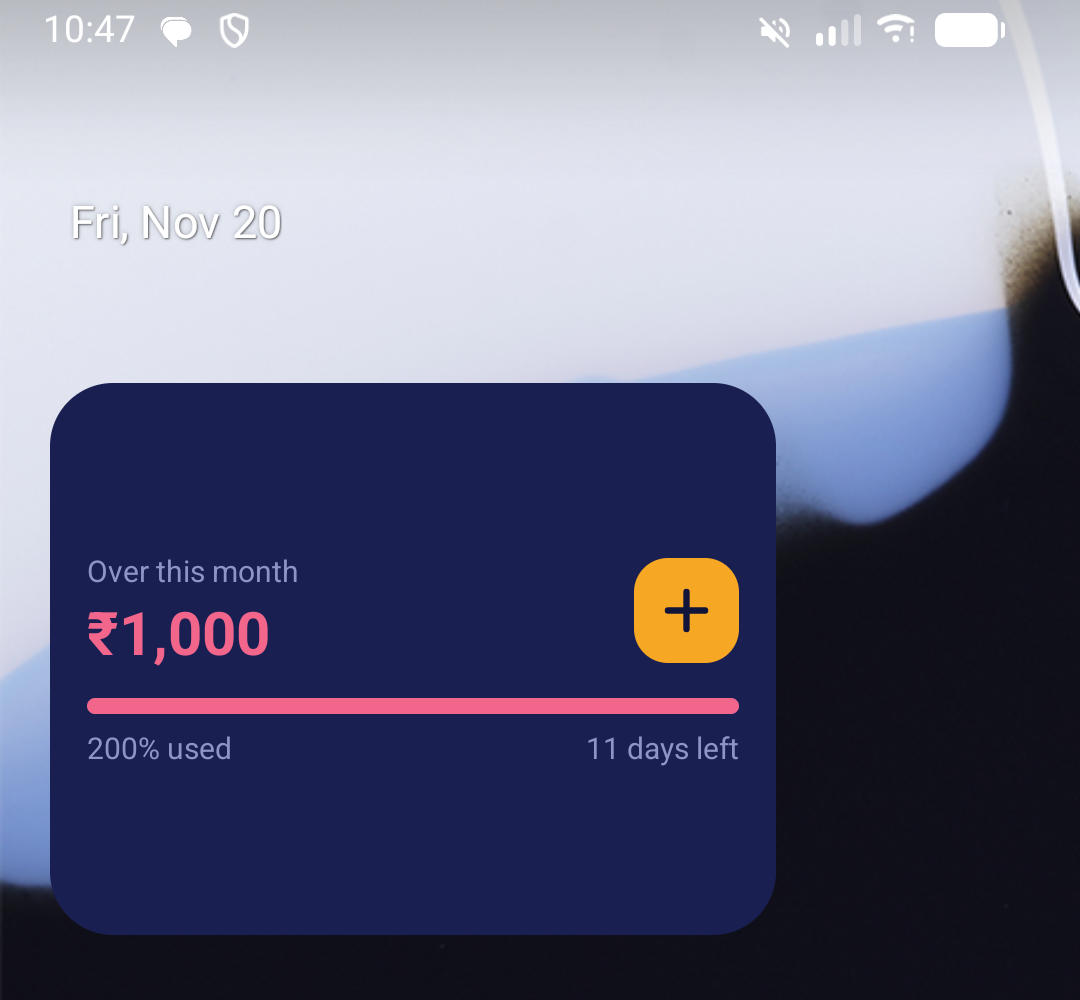 10:47
Fri, Nov 20
Over this month
₹1,000
200% used
11 days left